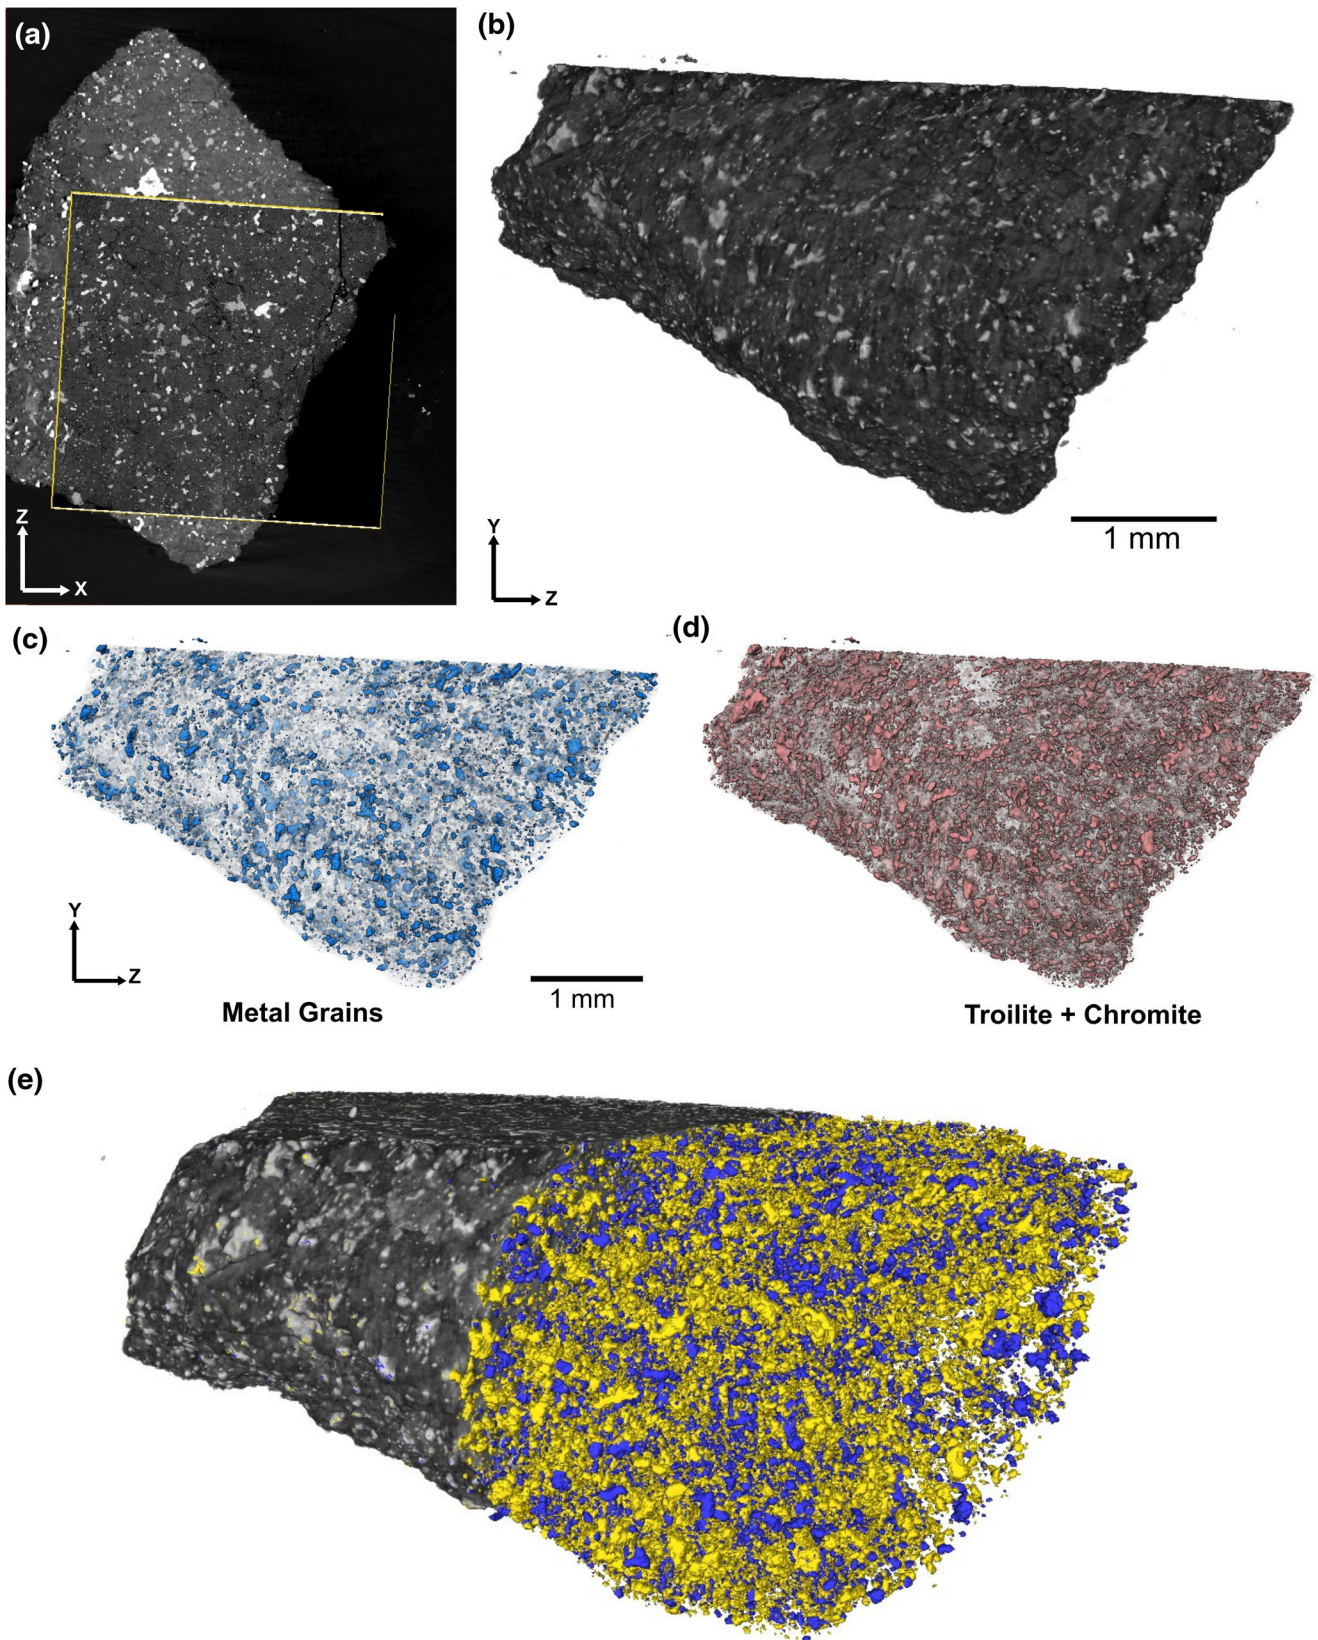 (a)
Z
X
(b)
Y
Z
1 mm
(c)
Y
Z
1 mm
Metal Grains
(d)
Troilite + Chromite
(e)